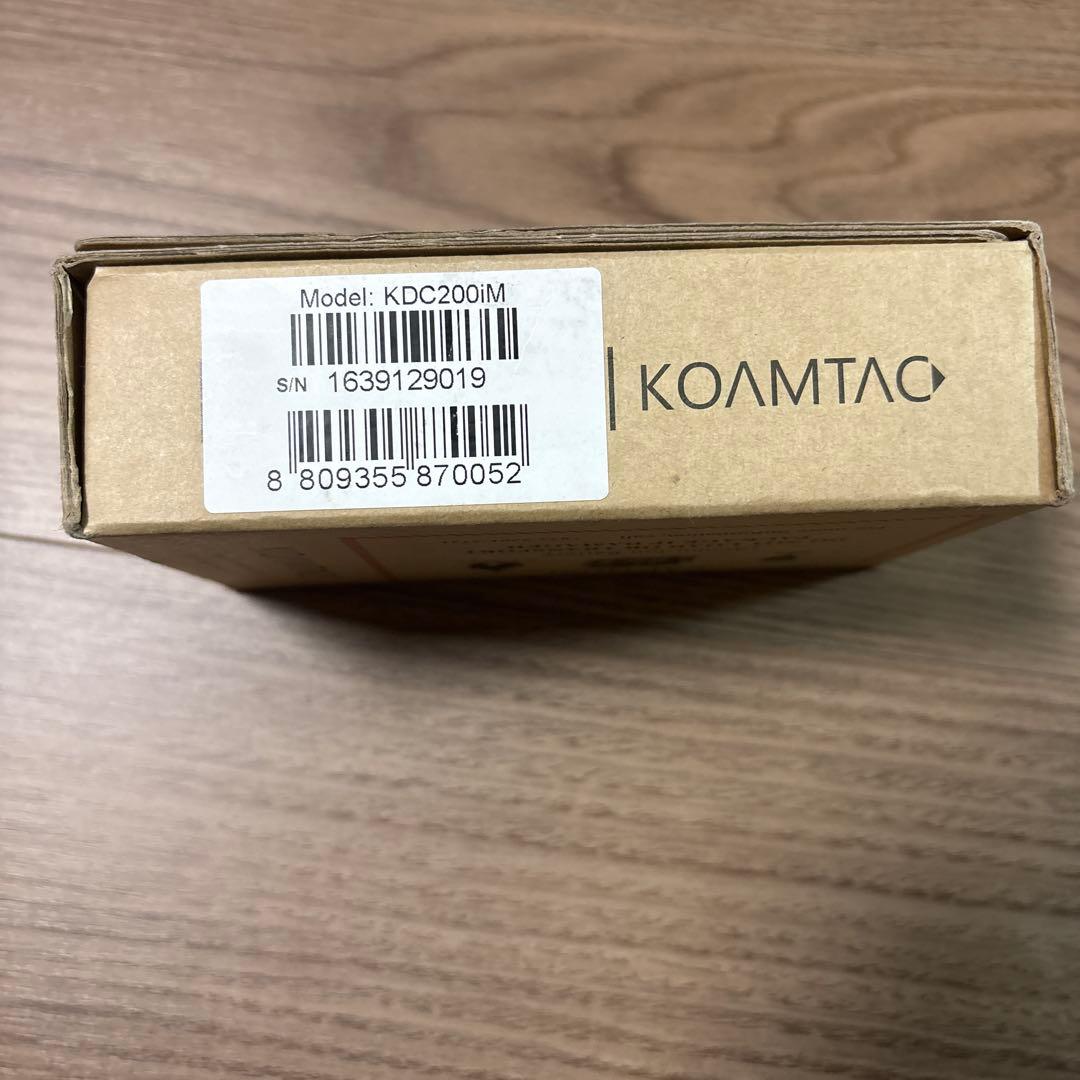 Model: KDC200iM
S/N 1639129019
8 809355 870052
KOAMTAC